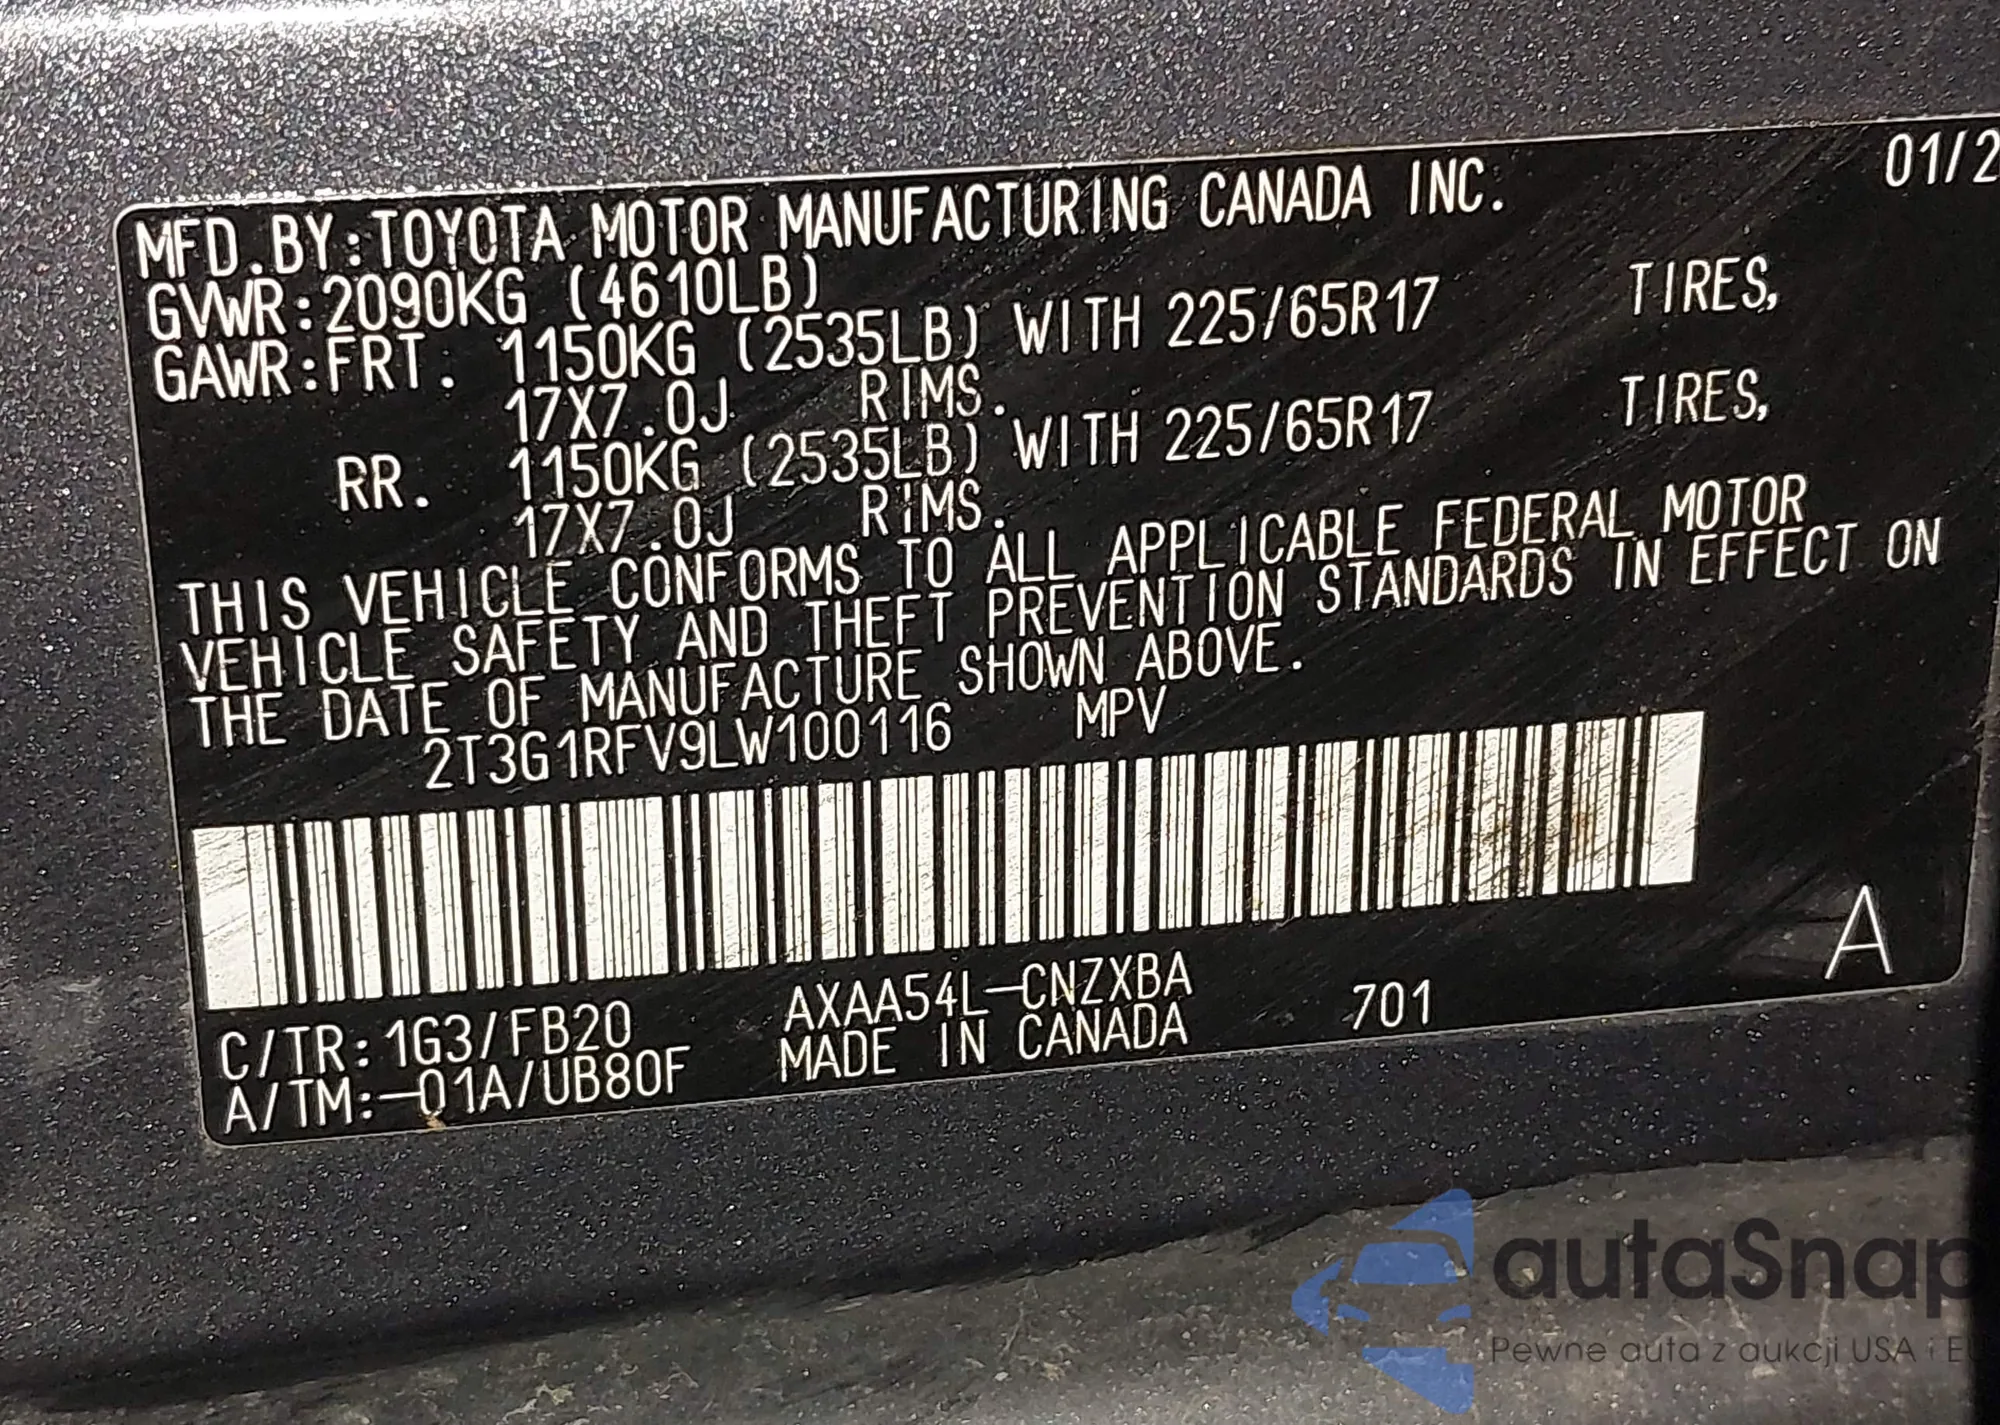 01/2
MFD.BY:TOYOTA MOTOR MANUFACTURING CANADA INC.
GVWR:2090KG (4610LB)
GAWR:FRT. 1150KG (2535LB) WITH 225/65R17 TIRES,
17X7.0J RIMS.
RR. 1150KG (2535LB) WITH 225/65R17 TIRES,
17X7.0J RIMS.
THIS VEHICLE CONFORMS TO ALL APPLICABLE FEDERAL MOTOR
VEHICLE SAFETY AND THEFT PREVENTION STANDARDS IN EFFECT ON
THE DATE OF MANUFACTURE SHOWN ABOVE.
2T3G1RFV9LW100116 MPV
A
C/TR:1G3/FB20 AXAA54L-CNZXBA 701
A/TM:-01A/UB80F MADE IN CANADA
autaSnap
Pewne auta z aukcji USA i EU